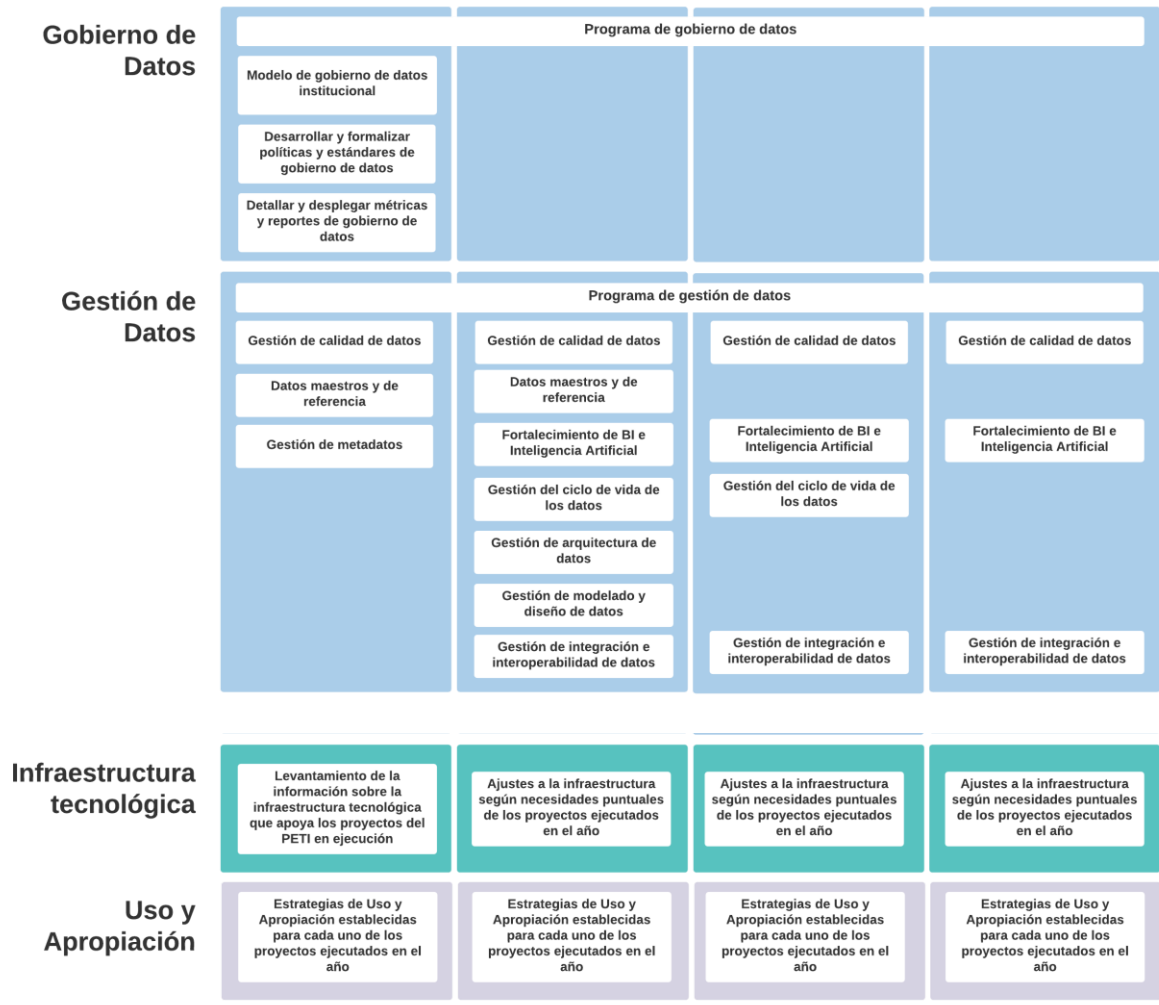 Gobierno de
Datos
Programa de gobierno de datos
Modelo de gobierno de datos
institucional
Desarrollar y formalizar
políticas y estándares de
gobierno de datos
Detallar y desplegar métricas
y reportes de gobierno de
datos
Gestión de
Datos
Programa de gestión de datos
Gestión de calidad de datos
Datos maestros y de
referencia
Gestión de metadatos
Gestión de calidad de datos
Datos maestros y de
referencia
Fortalecimiento de BI e
Inteligencia Artificial
Gestión del ciclo de vida de
los datos
Gestión de arquitectura de
datos
Gestión de modelado y
diseño de datos
Gestión de integración e
interoperabilidad de datos
Gestión de calidad de datos
Fortalecimiento de BI e
Inteligencia Artificial
Gestión del ciclo de vida de
los datos
Gestión de integración e
interoperabilidad de datos
Gestión de calidad de datos
Fortalecimiento de BI e
Inteligencia Artificial
Gestión de integración e
interoperabilidad de datos
Infraestructura
tecnológica
Levantamiento de la
información sobre la
infraestructura tecnológica
que apoya los proyectos del
PETI en ejecución
Ajustes a la infraestructura
según necesidades puntuales
de los proyectos ejecutados
en el año
Ajustes a la infraestructura
según necesidades puntuales
de los proyectos ejecutados
en el año
Ajustes a la infraestructura
según necesidades puntuales
de los proyectos ejecutados
en el año
Uso y
Apropiación
Estrategias de Uso y
Apropiación establecidas
para cada uno de los
proyectos ejecutados en el
año
Estrategias de Uso y
Apropiación establecidas
para cada uno de los
proyectos ejecutados en el
año
Estrategias de Uso y
Apropiación establecidas
para cada uno de los
proyectos ejecutados en el
año
Estrategias de Uso y
Apropiación establecidas
para cada uno de los
proyectos ejecutados en el
año